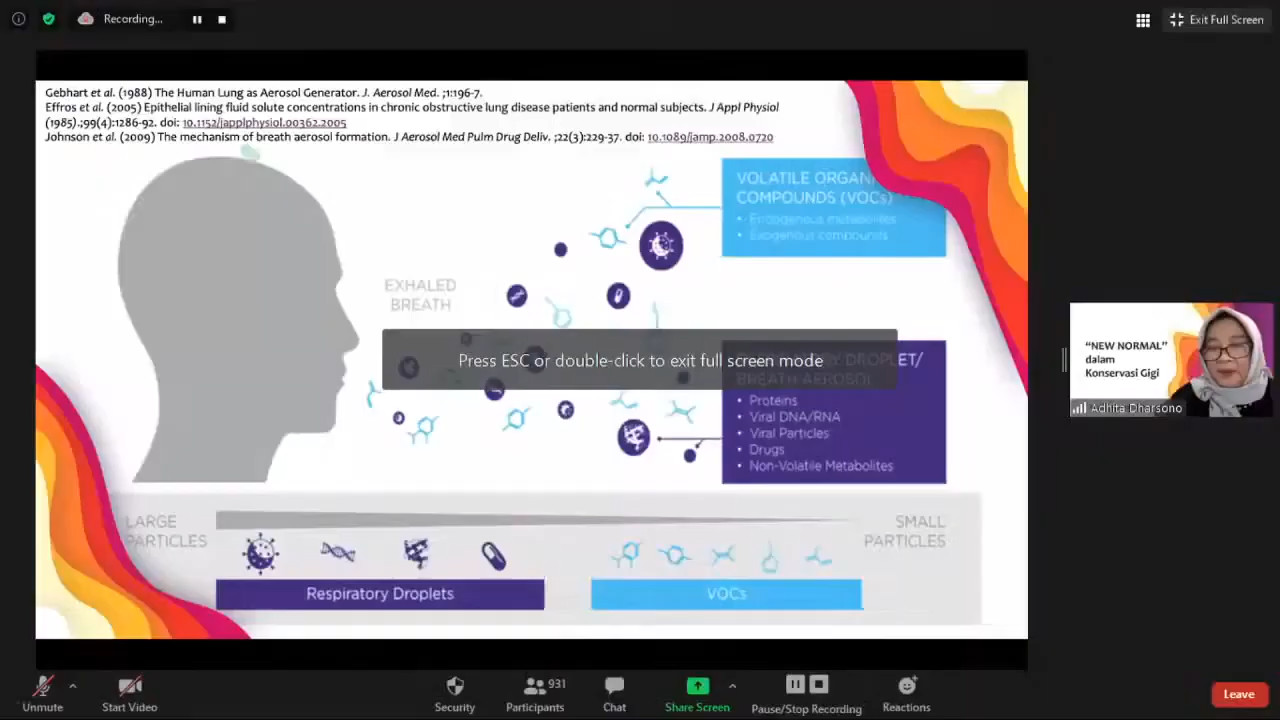 Recording...
Exit Full Screen
Gebhart et al. (1988) The Human Lung as Aerosol Generator. J. Aerosol Med. ;1:196-7.
Effros et al. (2005) Epithelial lining fluid solute concentrations in chronic obstructive lung disease patients and normal subjects. J Appl Physiol
(1985).;99(4):1286-92. doi: 10.1152/japplphysiol.00362.2005
Johnson et al. (2009) The mechanism of breath aerosol formation. J Aerosol Med Pulm Drug Deliv. ;22(3):229-37. doi: 10.1089/jamp.2008.0720
VOLATILE ORGAN
COMPOUNDS (VOCs)
• Endogenous metabolites
• Exogenous compounds
EXHALED
BREATH
Press ESC or double-click to exit full screen mode
DROPLET/
BREATH AEROSOL
• Proteins
• Viral DNA/RNA
• Viral Particles
• Drugs
• Non-Volatile Metabolites
LARGE
PARTICLES
SMALL
PARTICLES
Respiratory Droplets
VOCs
"NEW NORMAL"
dalam
Konservasi Gigi
Adhita Dharsono
Unmute
Start Video
Security
931
Participants
Chat
Share Screen
Pause/Stop Recording
Reactions
Leave